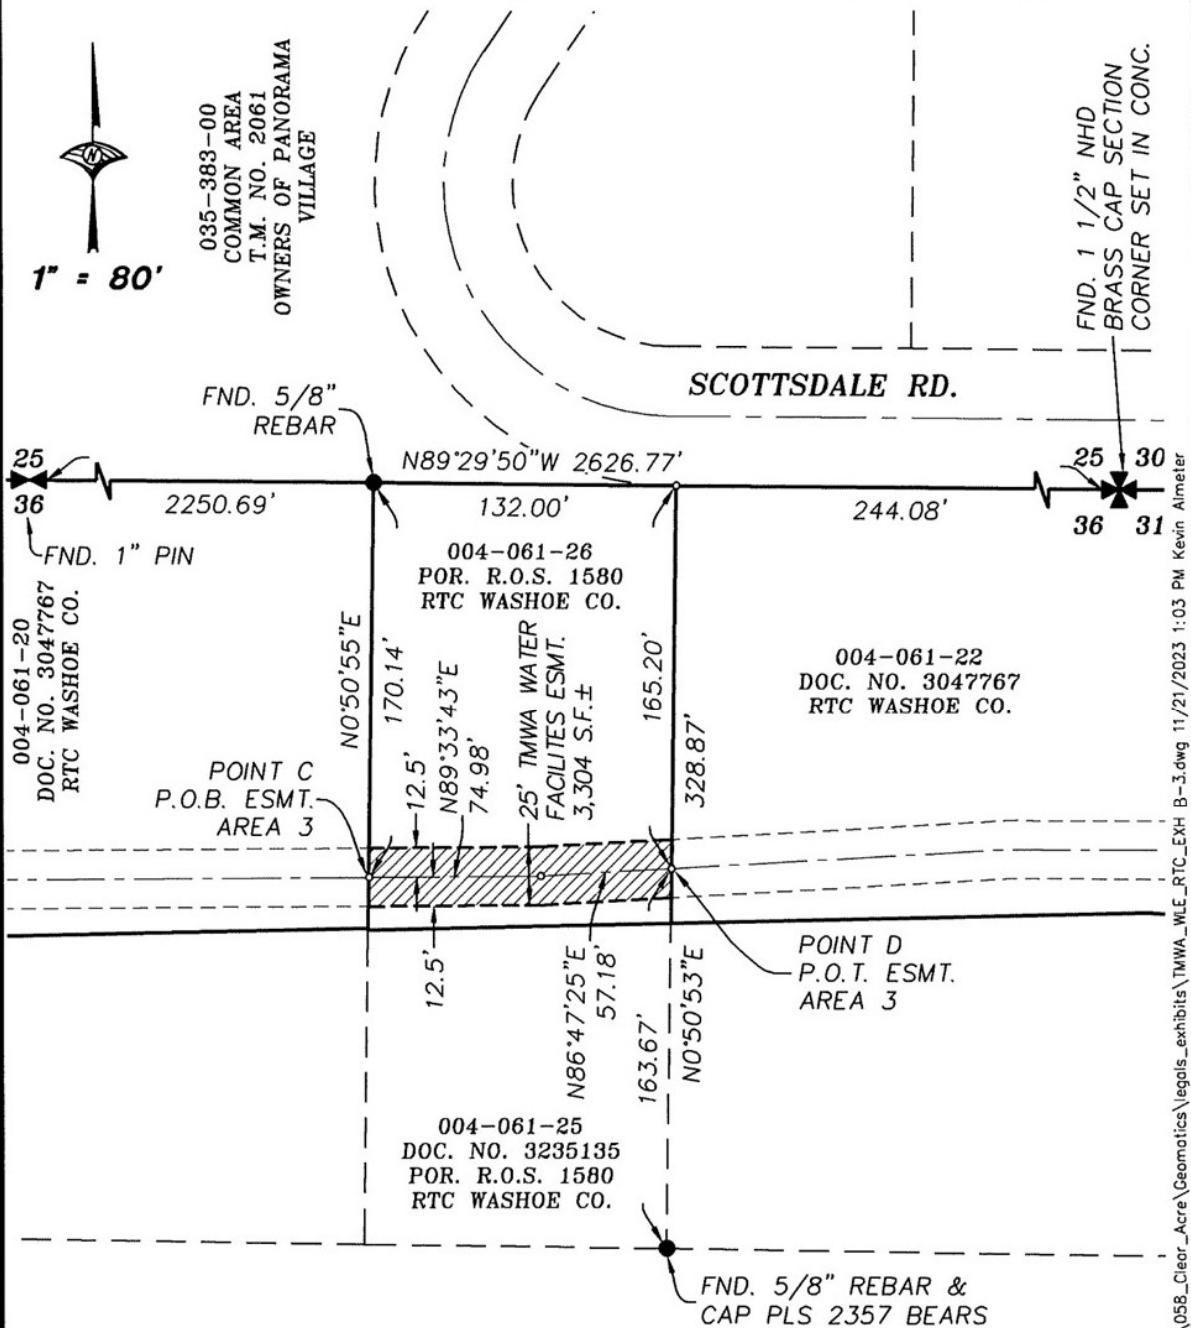 N
1" = 80'
035-383-00
COMMON AREA
T.M. NO. 2061
OWNERS OF PANORAMA
VILLAGE
FND. 1 1/2" NHD
BRASS CAP SECTION
CORNER SET IN CONC.
SCOTTSDALE RD.
FND. 5/8"
REBAR
25
36
FND. 1" PIN
N89°29'50"W 2626.77'
2250.69'
132.00'
244.08'
25 30
36 31
004-061-26
POR. R.O.S. 1580
RTC WASHOE CO.
004-061-20
DOC. NO. 3047767
RTC WASHOE CO.
N0°50'55"E
170.14'
12.5'
N89°33'43"E
74.98'
25' TMWA WATER
FACILITES ESMT.
3,304 S.F.±
165.20'
328.87'
004-061-22
DOC. NO. 3047767
RTC WASHOE CO.
POINT C
P.O.B. ESMT.
AREA 3
12.5'
N86°47'25"E
57.18'
163.67'
N0°50'53"E
POINT D
P.O.T. ESMT.
AREA 3
004-061-25
DOC. NO. 3235135
POR. R.O.S. 1580
RTC WASHOE CO.
FND. 5/8" REBAR &
CAP PLS 2357 BEARS
\058_Clear_Acre\Geomatics\legals_exhibits\TMWA_WLE_RTC_EXH B-3.dwg 11/21/2023 1:03 PM Kevin Almeter